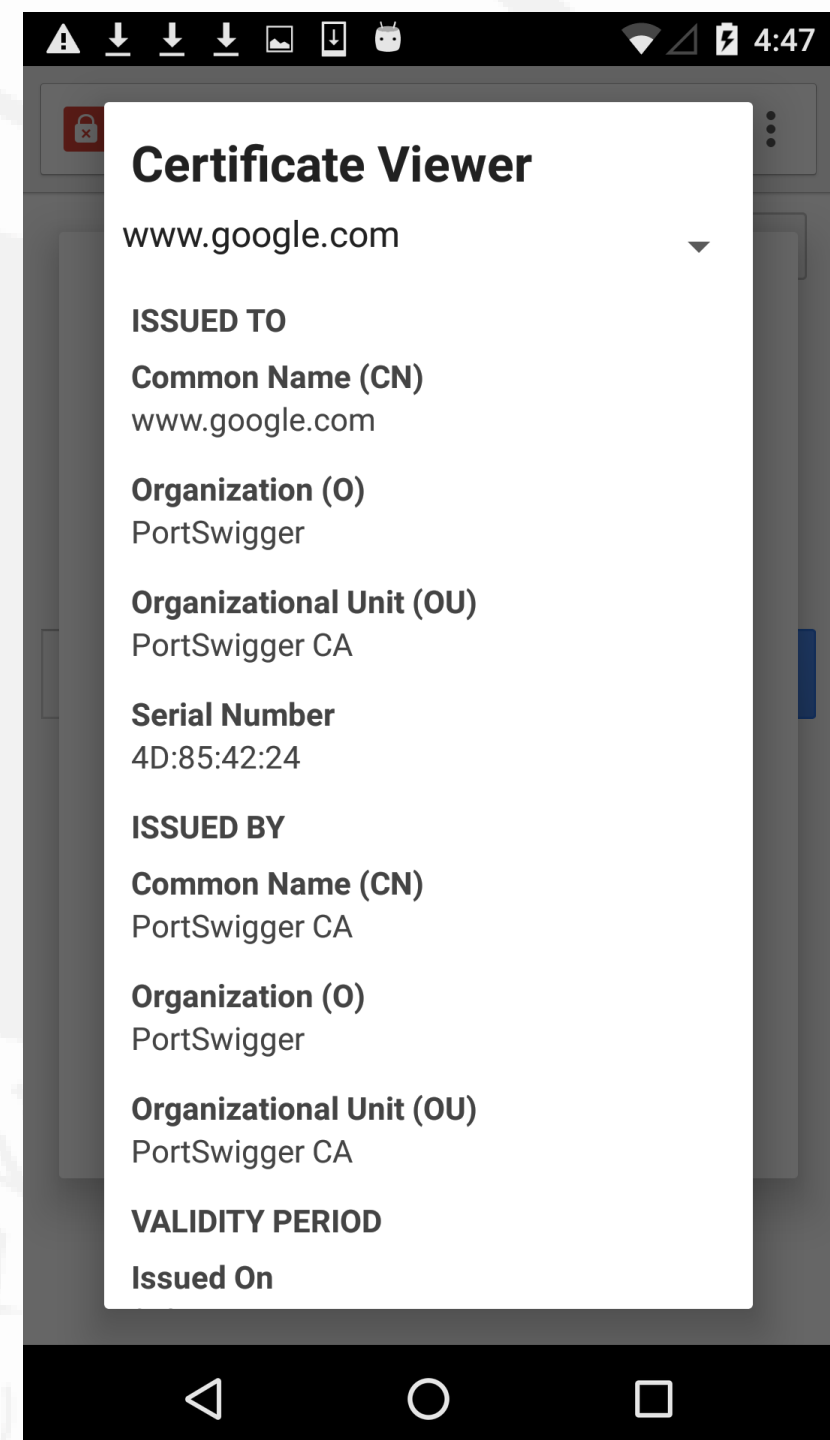 4:47
Certificate Viewer
www.google.com
ISSUED TO
Common Name (CN)
www.google.com
Organization (O)
PortSwigger
Organizational Unit (OU)
PortSwigger CA
Serial Number
4D:85:42:24
ISSUED BY
Common Name (CN)
PortSwigger CA
Organization (O)
PortSwigger
Organizational Unit (OU)
PortSwigger CA
VALIDITY PERIOD
Issued On